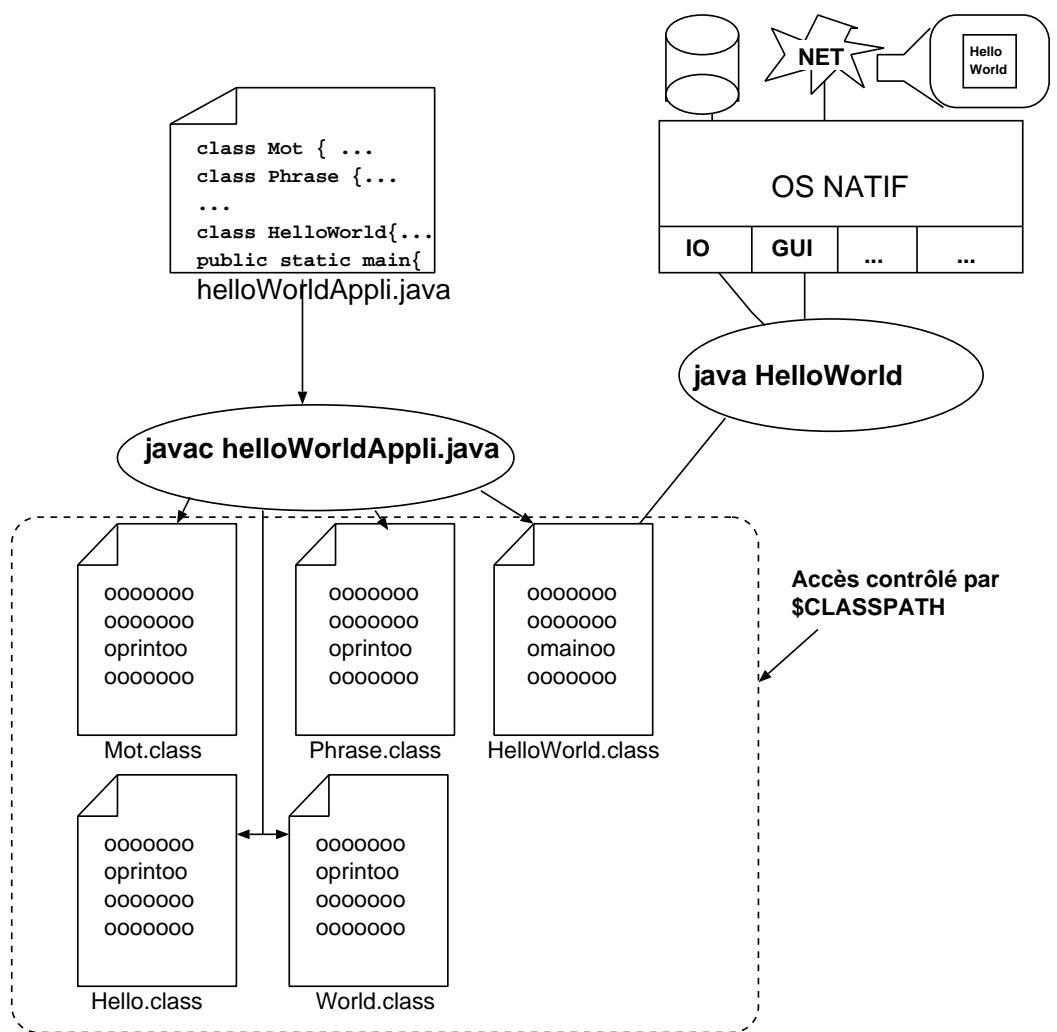 NET
Hello
World
class Mot { ...
class Phrase {...
...
class HelloWorld{...
public static main{
helloWorldAppli.java
OS NATIF
IO GUI ... ...
java HelloWorld
javac helloWorldAppli.java
Accès contrôlé par
$CLASSPATH
ooooooo
ooooooo
oprintoo
ooooooo
Mot.class
ooooooo
ooooooo
oprintoo
ooooooo
Phrase.class
ooooooo
ooooooo
omainoo
ooooooo
HelloWorld.class
ooooooo
oprintoo
ooooooo
ooooooo
Hello.class
ooooooo
oprintoo
ooooooo
ooooooo
World.class